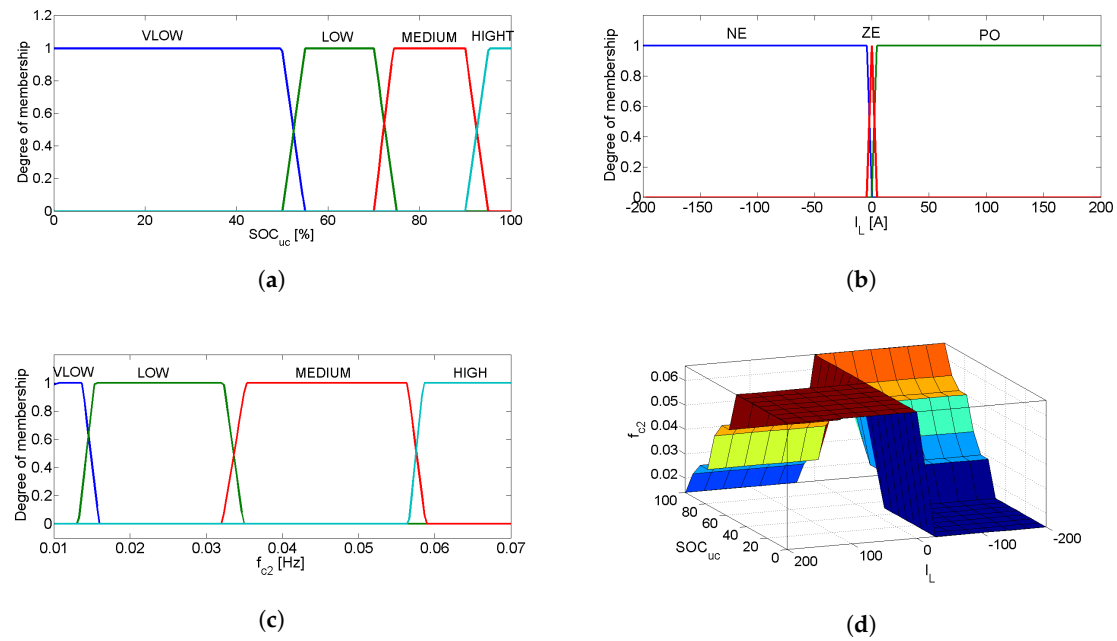 1.2
VLOW LOW MEDIUM HIGHT
1
0.8
0.6
0.4
0.2
0
0 20 40 60 80 100
Degree of membership
SOC_uc [%]
(a)
NE ZE PO
1
0.8
0.6
0.4
0.2
0
-200 -150 -100 -50 0 50 100 150 200
Degree of membership
I_L [A]
(b)
VLOW LOW MEDIUM HIGH
1
0.8
0.6
0.4
0.2
0
0.01 0.02 0.03 0.04 0.05 0.06 0.07
Degree of membership
f_c2 [Hz]
(c)
0.06
0.05
0.04
0.03
0.02
f_c2
100 80 60 40 20 0
SOC_uc
200 100 0 -100 -200
I_L
(d)